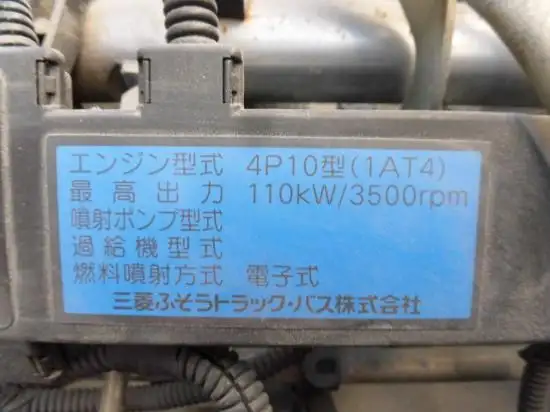 エンジン型式 4P10型(1AT4)
最高出力 110kW/3500rpm
噴射ポンプ型式
過給機型式
燃料噴射方式 電子式
三菱ふそうトラック・バス株式会社